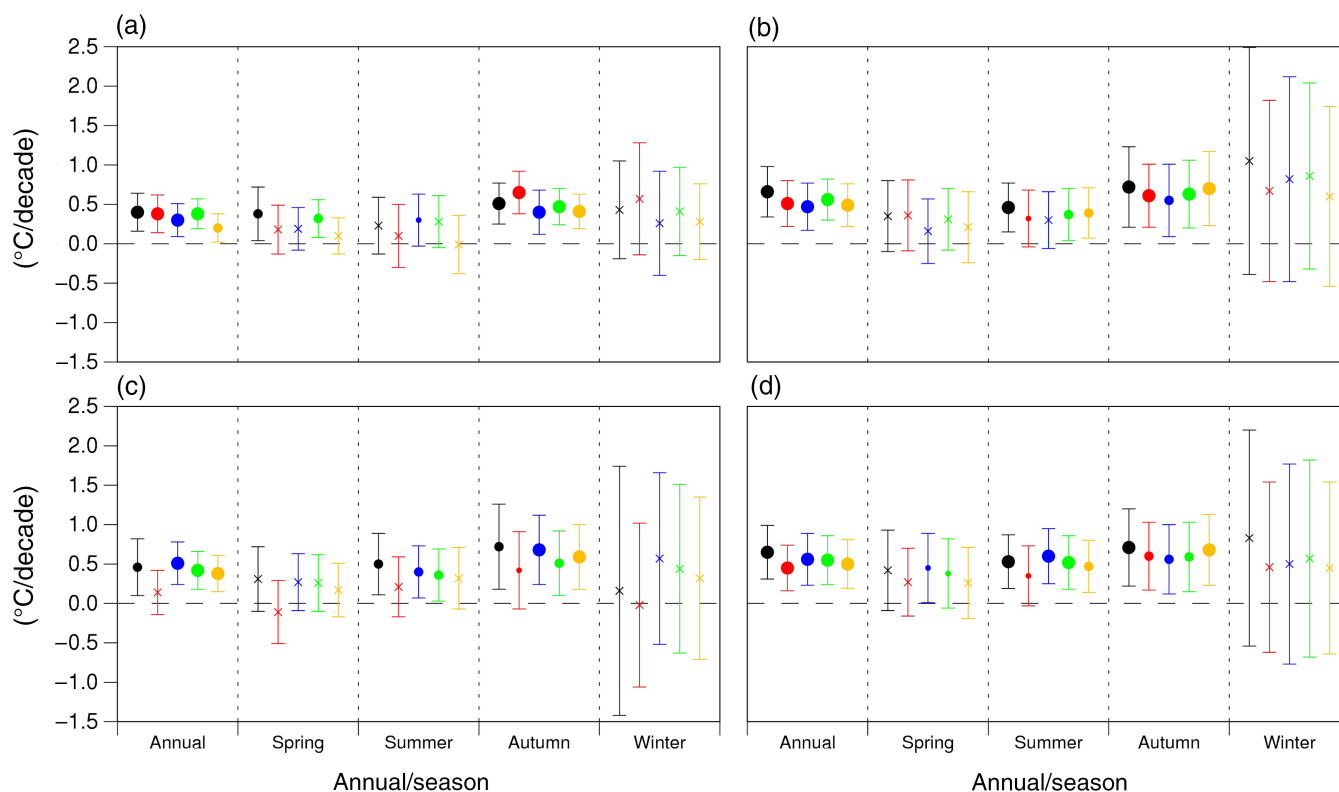 (a)
(b)
(°C/decade)
2.5
2.0
1.5
1.0
0.5
0.0
−0.5
−1.0
−1.5
(c)
(d)
(°C/decade)
2.5
2.0
1.5
1.0
0.5
0.0
−0.5
−1.0
−1.5
Annual Spring Summer Autumn Winter
Annual Spring Summer Autumn Winter
Annual/season
Annual/season